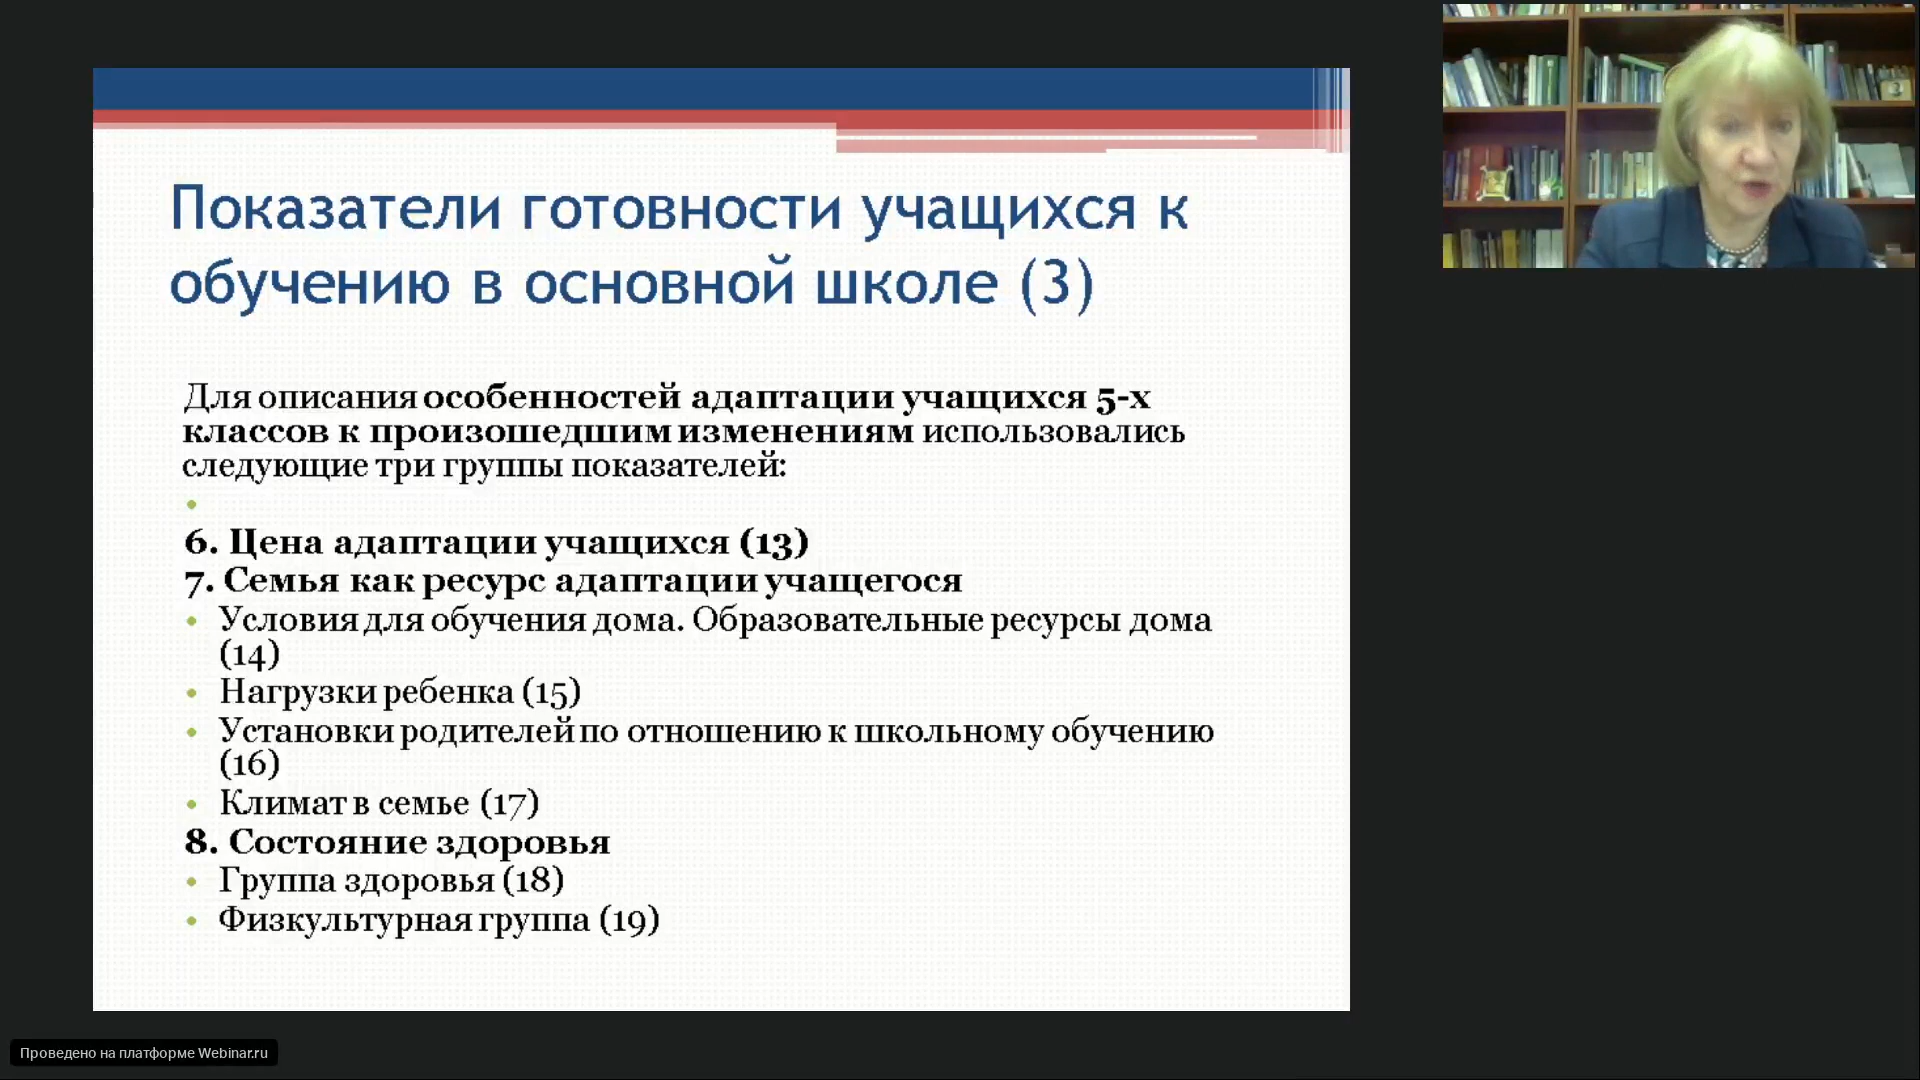 Показатели готовности учащихся к
обучению в основной школе (3)
Для описания особенностей адаптации учащихся 5-х
классов к произошедшим изменениям использовались
следующие три группы показателей:
•
6. Цена адаптации учащихся (13)
7. Семья как ресурс адаптации учащегося
• Условия для обучения дома. Образовательные ресурсы дома
(14)
• Нагрузки ребенка (15)
• Установки родителей по отношению к школьному обучению
(16)
• Климат в семье (17)
8. Состояние здоровья
• Группа здоровья (18)
• Физкультурная группа (19)
Проведено на платформе Webinar.ru